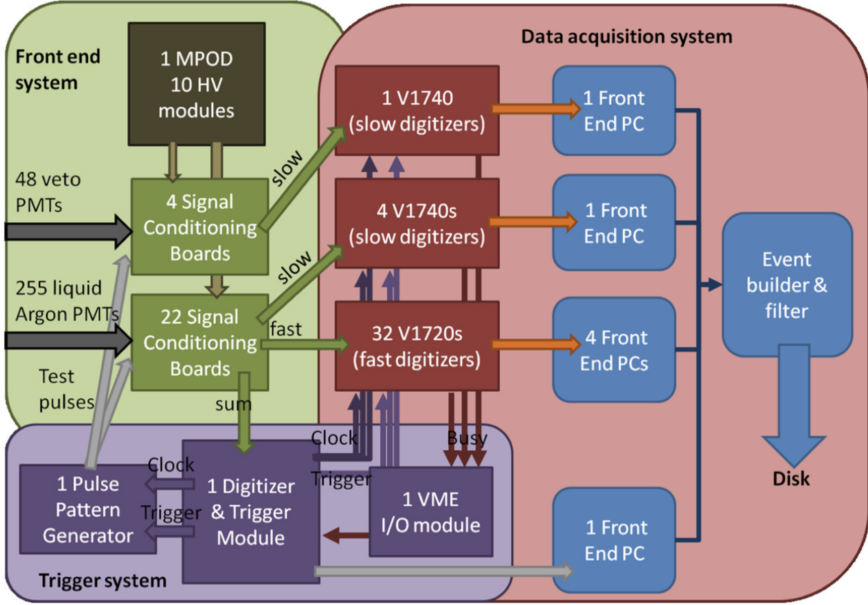 Front end
system
1 MPOD
10 HV
modules
48 veto
PMTs
4 Signal
Conditioning
Boards
slow
255 liquid
Argon PMTs
22 Signal
Conditioning
Boards
slow
fast
Test
pulses
sum
Data acquisition system
1 V1740
(slow digitizers)
1 Front
End PC
4 V1740s
(slow digitizers)
1 Front
End PC
32 V1720s
(fast digitizers)
4 Front
End PCs
Event
builder &
filter
Disk
Clock
Trigger
Busy
1 Pulse
Pattern
Generator
Clock
Trigger
1 Digitizer
& Trigger
Module
1 VME
I/O module
1 Front
End PC
Trigger system